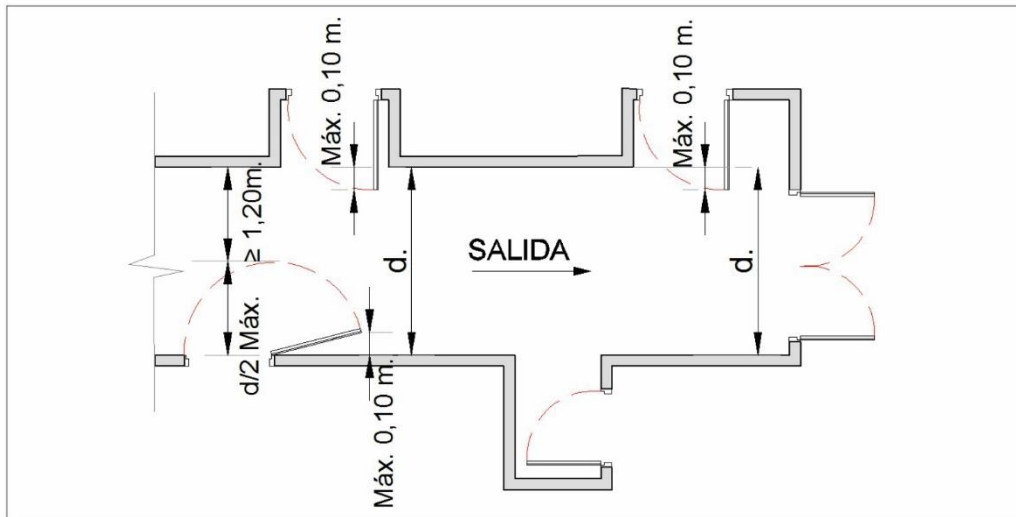 Máx. 0,10 m.
Máx. 0,10 m.
≥ 1,20m.
d/2 Máx.
d.
SALIDA
d.
Máx. 0,10 m.